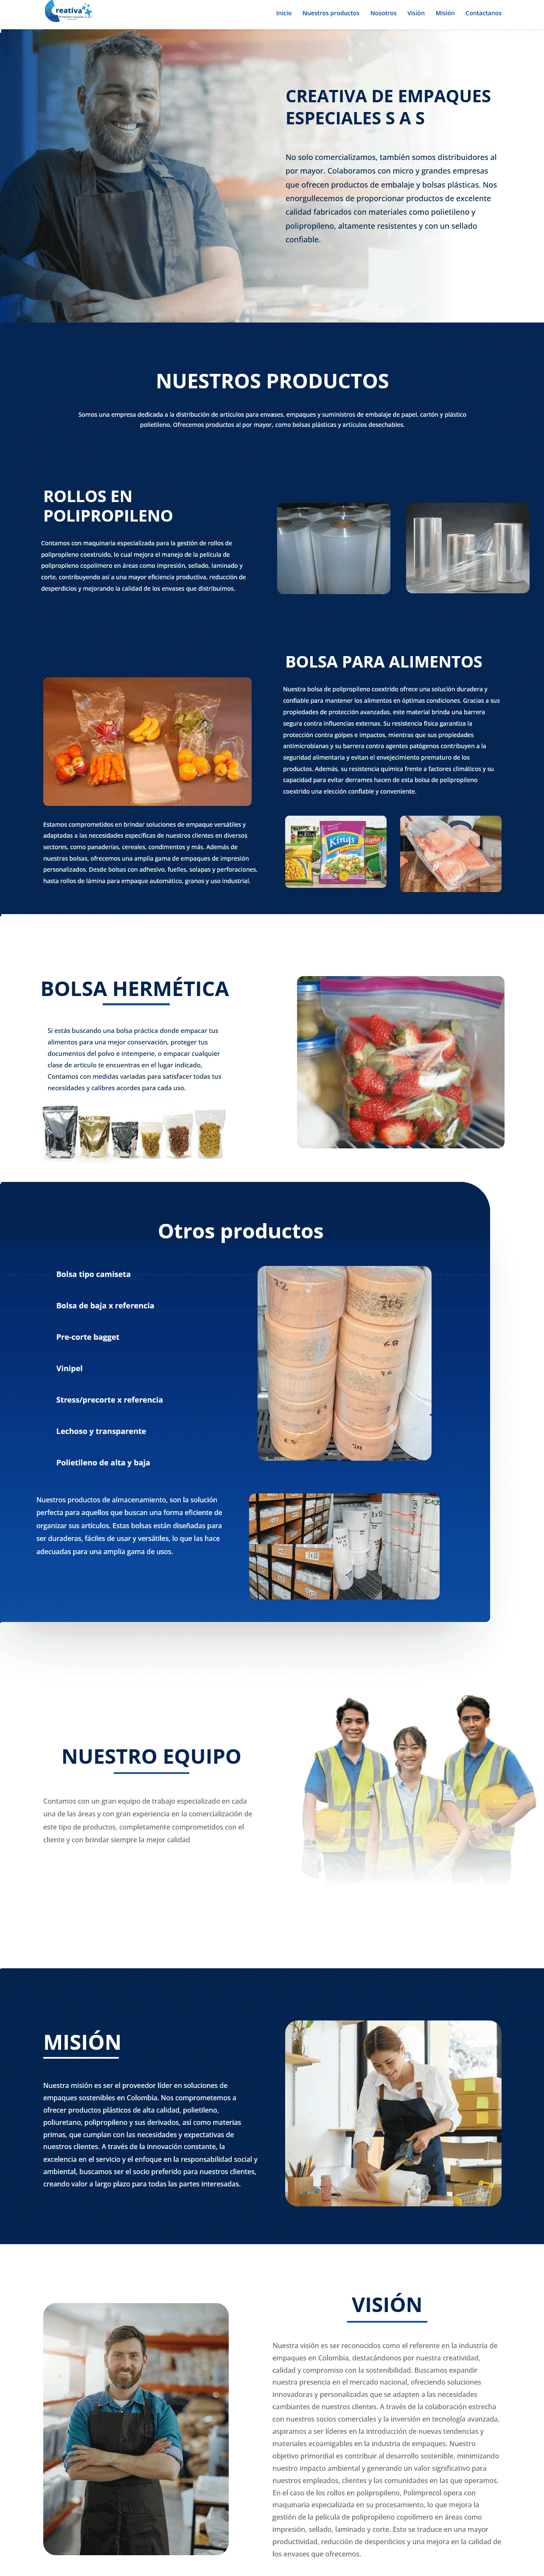 Creativa
Inicio Nuestros productos Nosotros Visión Misión Contactanos
CREATIVA DE EMPAQUES
ESPECIALES S A S
No solo comercializamos, también somos distribuidores al
por mayor. Colaboramos con micro y grandes empresas
que ofrecen productos de embalaje y bolsas plásticas. Nos
enorgullecemos de proporcionar productos de excelente
calidad fabricados con materiales como polietileno y
polipropileno, altamente resistentes y con un sellado
confiable.
NUESTROS PRODUCTOS
Somos una empresa dedicada a la distribución de artículos para envases, empaques y suministros de embalaje de papel, cartón y plástico
polietileno. Ofrecemos productos al por mayor, como bolsas plásticas y artículos desechables.
ROLLOS EN
POLIPROPILENO
Contamos con maquinaria especializada para la gestión de rollos de
polipropileno coextruido, lo cual mejora el manejo de la película de
polipropileno copolímero en áreas como impresión, sellado, laminado y
corte, contribuyendo así a una mayor eficiencia productiva, reducción de
desperdicios y mejorando la calidad de los envases que distribuimos.
BOLSA PARA ALIMENTOS
Nuestra bolsa de polipropileno coextrido ofrece una solución duradera y
confiable para mantener los alimentos en óptimas condiciones. Gracias a sus
propiedades de protección avanzadas, este material brinda una barrera
segura contra influencias externas. Su resistencia física garantiza la
protección contra golpes e impactos, mientras que sus propiedades
antimicrobianas y su barrera contra agentes patógenos contribuyen a la
seguridad alimentaria y evitan el envejecimiento prematuro de los
productos. Además, su resistencia química frente a factores climáticos y su
capacidad para evitar derrames hacen de esta bolsa de polipropileno
coextrido una elección confiable y conveniente.
Estamos comprometidos en brindar soluciones de empaque versátiles y
adaptadas a las necesidades específicas de nuestros clientes en diversos
sectores, como panaderías, cereales, condimentos y más. Además de
nuestras bolsas, ofrecemos una amplia gama de empaques de impresión
personalizados. Desde bolsas con adhesivo, fuelles, solapas y perforaciones,
hasta rollos de lámina para empaque automático, granos y uso industrial.
Kings
BOLSA HERMÉTICA
Si estás buscando una bolsa práctica donde empacar tus
alimentos para una mejor conservación, proteger tus
documentos del polvo e intemperie, o empacar cualquier
clase de artículo te encuentras en el lugar indicado,
Contamos con medidas variadas para satisfacer todas tus
necesidades y calibres acordes para cada uso.
Otros productos
Bolsa tipo camiseta
Bolsa de baja x referencia
Pre-corte bagget
Vinipel
Stress/precorte x referencia
Lechoso y transparente
Polietileno de alta y baja
Nuestros productos de almacenamiento, son la solución
perfecta para aquellos que buscan una forma eficiente de
organizar sus artículos. Estas bolsas están diseñadas para
ser duraderas, fáciles de usar y versátiles, lo que las hace
adecuadas para una amplia gama de usos.
NUESTRO EQUIPO
Contamos con un gran equipo de trabajo especializado en cada
una de las áreas y con gran experiencia en la comercialización de
este tipo de productos, completamente comprometidos con el
cliente y con brindar siempre la mejor calidad
MISIÓN
Nuestra misión es ser el proveedor líder en soluciones de
empaques sostenibles en Colombia. Nos comprometemos a
ofrecer productos plásticos de alta calidad, polietileno,
poliuretano, polipropileno y sus derivados, así como materias
primas, que cumplan con las necesidades y expectativas de
nuestros clientes. A través de la innovación constante, la
excelencia en el servicio y el enfoque en la responsabilidad social y
ambiental, buscamos ser el socio preferido para nuestros clientes,
creando valor a largo plazo para todas las partes interesadas.
VISIÓN
Nuestra visión es ser reconocidos como el referente en la industria de
empaques en Colombia, destacándonos por nuestra creatividad,
calidad y compromiso con la sostenibilidad. Buscamos expandir
nuestra presencia en el mercado nacional, ofreciendo soluciones
innovadoras y personalizadas que se adapten a las necesidades
cambiantes de nuestros clientes. A través de la colaboración estrecha
con nuestros socios comerciales y la inversión en tecnología avanzada,
aspiramos a ser líderes en la introducción de nuevas tendencias y
materiales ecoamigables en la industria de empaques. Nuestro
objetivo primordial es contribuir al desarrollo sostenible, minimizando
nuestro impacto ambiental y generando un valor significativo para
nuestros empleados, clientes y las comunidades en las que operamos.
En el caso de los rollos en polipropileno, Polimprecol opera con
maquinaria especializada en su procesamiento, lo que mejora la
gestión de la película de polipropileno copolímero en áreas como
impresión, sellado, laminado y corte. Esto se traduce en una mayor
productividad, reducción de desperdicios y una mejora en la calidad de
los envases que ofrecemos.